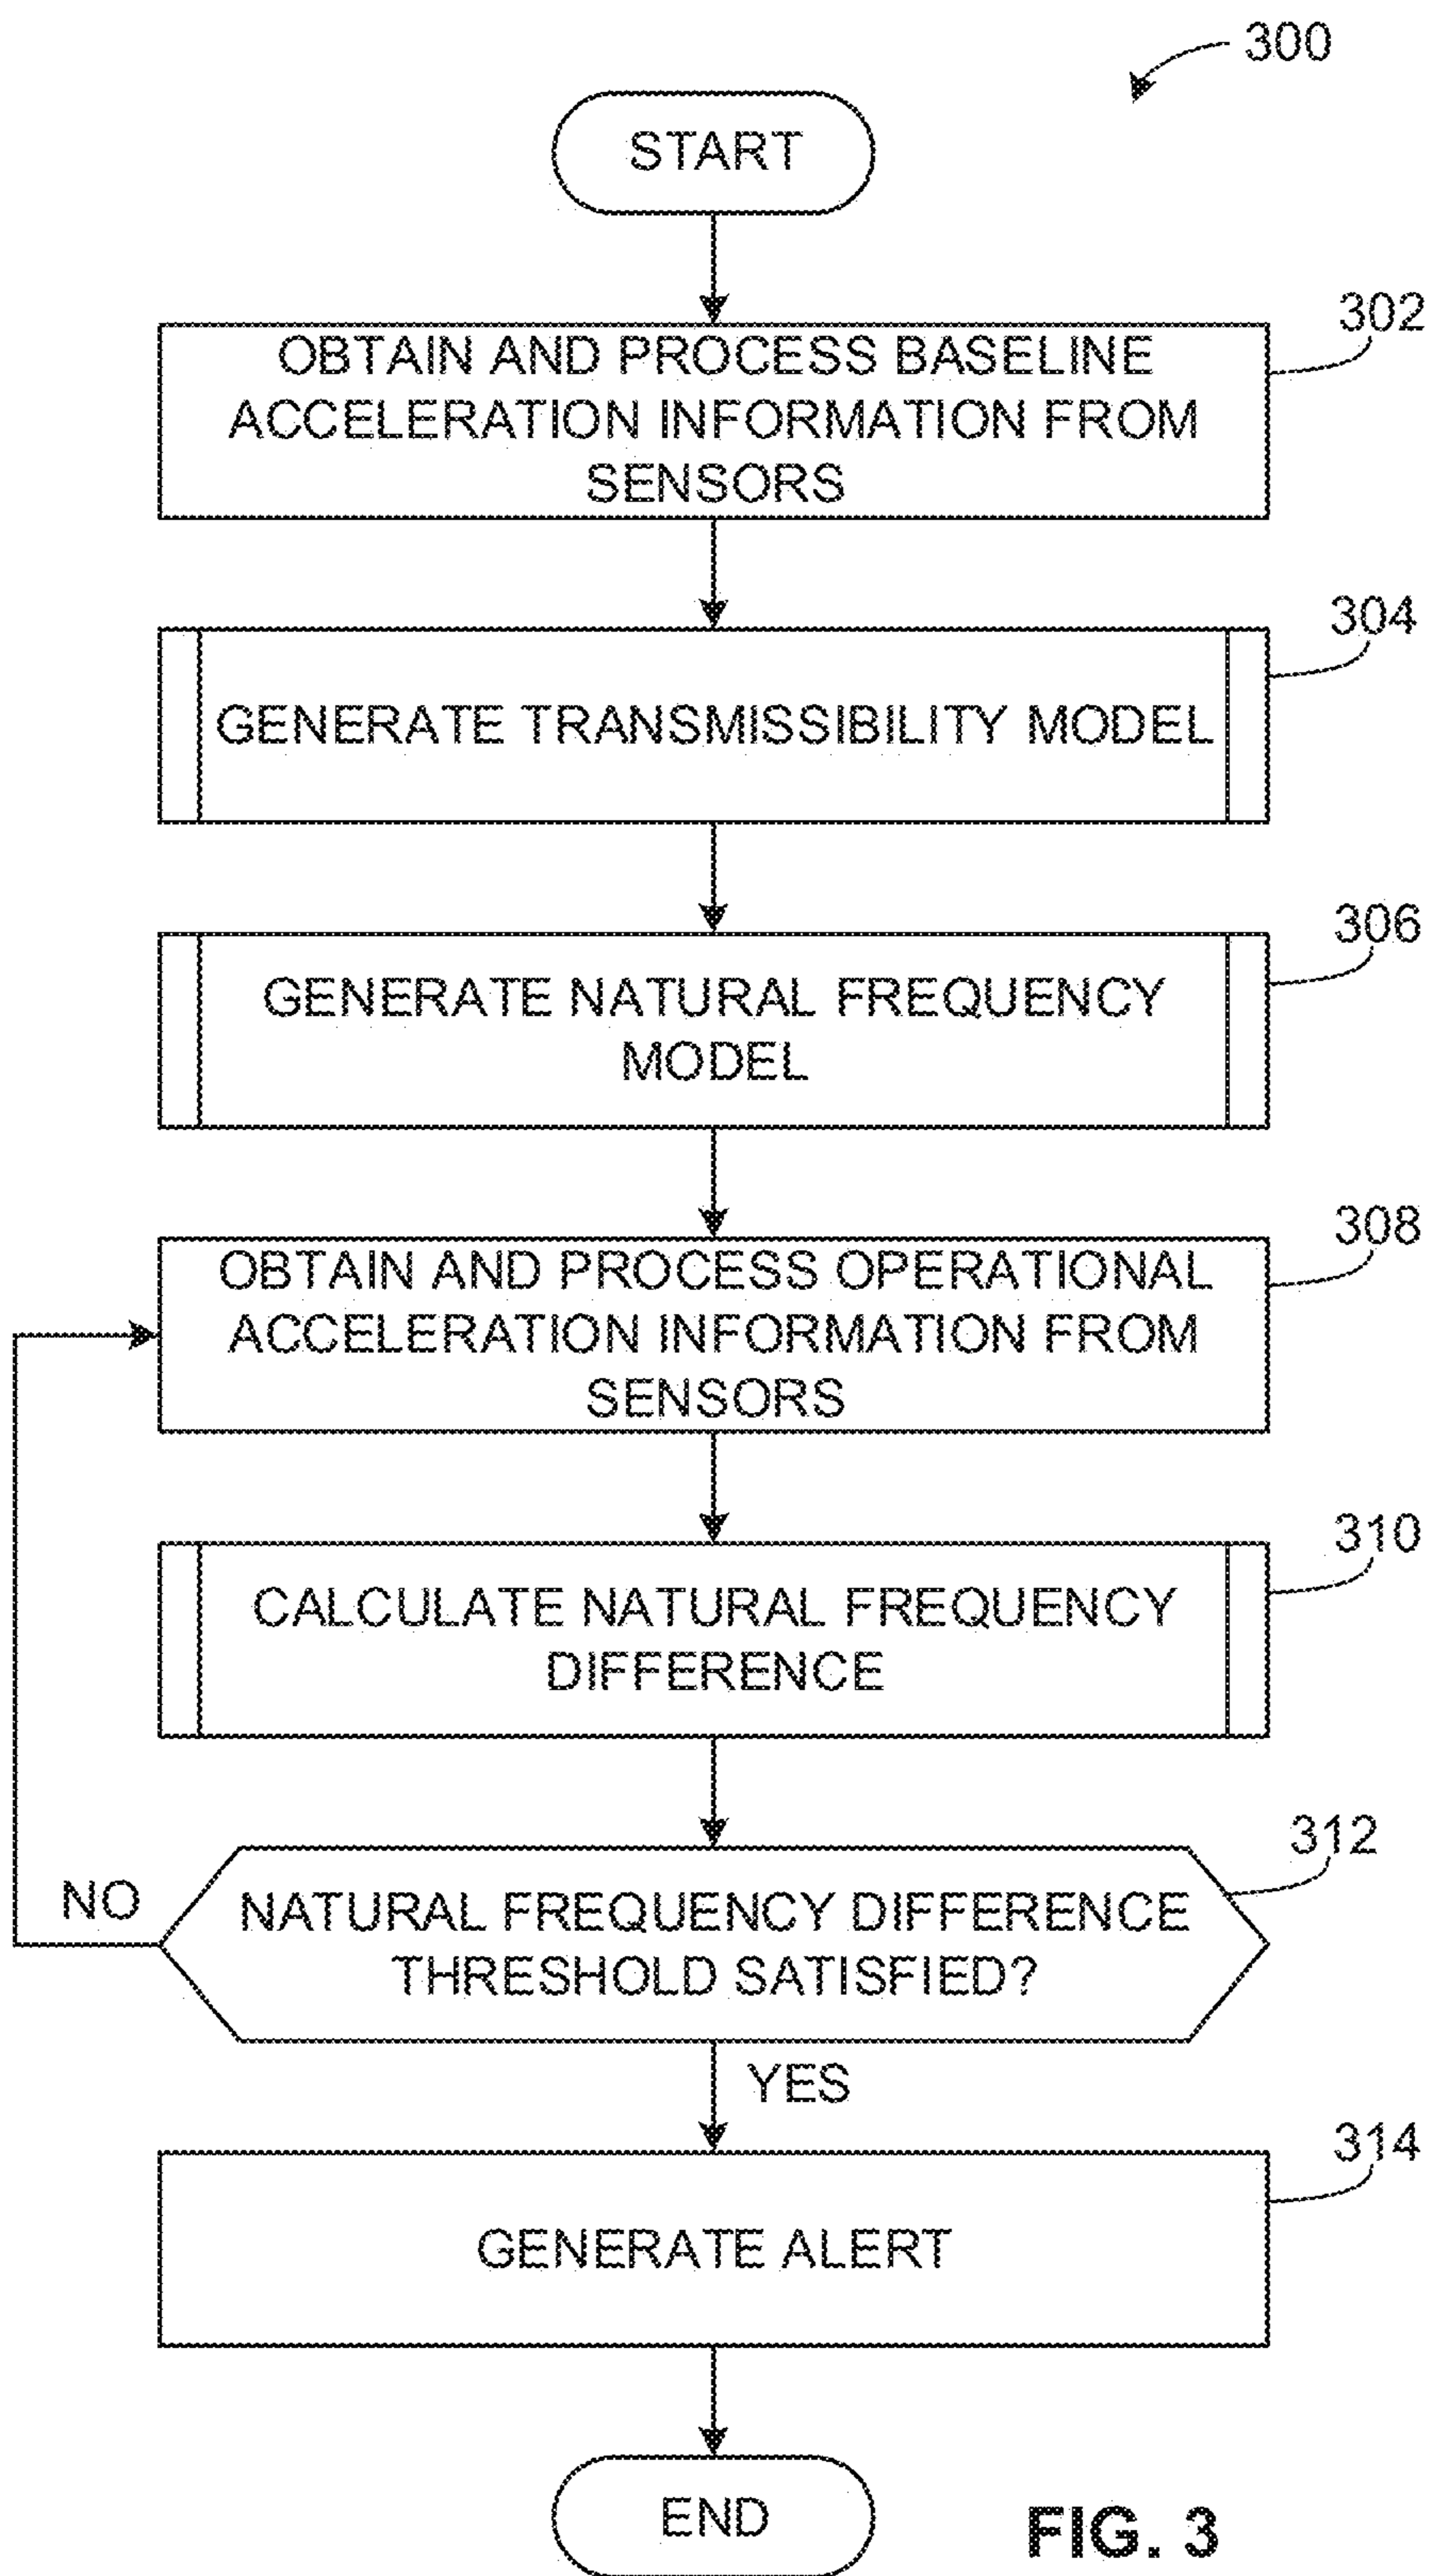 300
START
302
OBTAIN AND PROCESS BASELINE
ACCELERATION INFORMATION FROM
SENSORS
304
GENERATE TRANSMISSIBILITY MODEL
306
GENERATE NATURAL FREQUENCY
MODEL
308
OBTAIN AND PROCESS OPERATIONAL
ACCELERATION INFORMATION FROM
SENSORS
310
CALCULATE NATURAL FREQUENCY
DIFFERENCE
312
NO
NATURAL FREQUENCY DIFFERENCE
THRESHOLD SATISFIED?
YES
314
GENERATE ALERT
END
FIG. 3